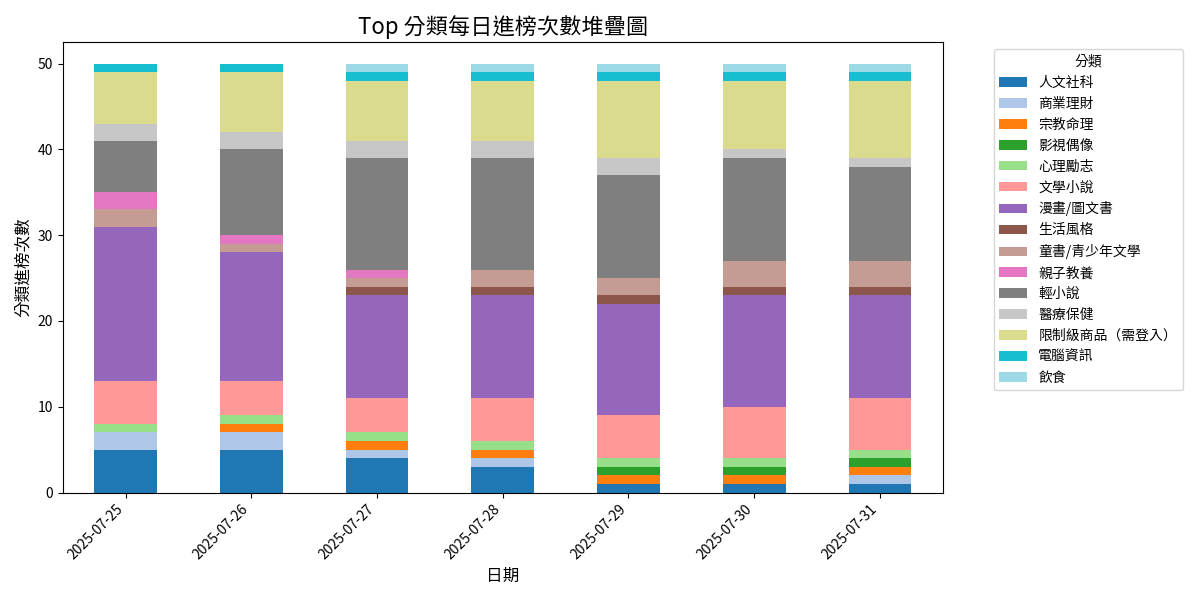 Top 分類每日進榜次數堆疊圖
分類進榜次數
50
40
30
20
10
0
2025-07-25
2025-07-26
2025-07-27
2025-07-28
2025-07-29
2025-07-30
2025-07-31
日期
分類
人文社科
商業理財
宗教命理
影視偶像
心理勵志
文學小說
漫畫/圖文書
生活風格
童書/青少年文學
親子教養
輕小說
醫療保健
限制級商品（需登入）
電腦資訊
飲食